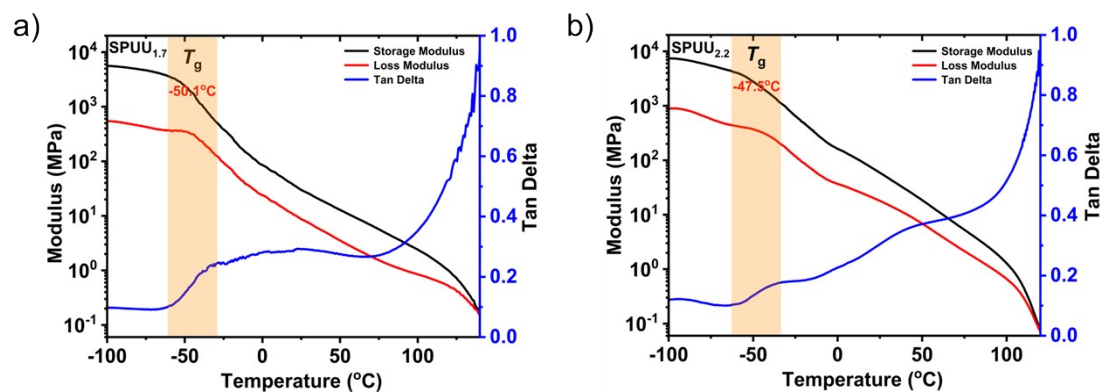 a)
SPUU1.7
Tg
-50.1°C
Storage Modulus
Loss Modulus
Tan Delta
Modulus (MPa)
10^4
10^3
10^2
10^1
10^0
10^-1
1.0
0.8
0.6
0.4
0.2
0.0
Tan Delta
-100 -50 0 50 100
Temperature (°C)
b)
SPUU2.2
Tg
-47.5°C
Storage Modulus
Loss Modulus
Tan Delta
Modulus (MPa)
10^4
10^3
10^2
10^1
10^0
10^-1
1.0
0.8
0.6
0.4
0.2
0.0
Tan Delta
-100 -50 0 50 100
Temperature (°C)